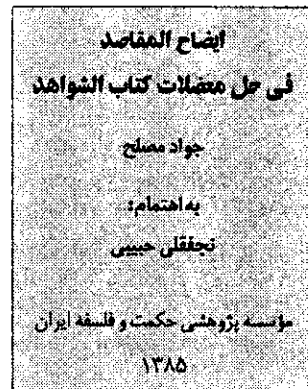 ایضاح المقاصد
فی حل معضلات کتاب الشواهد
جواد مصلح
به‌اهتمام:
نجفقلی حبیبی
مؤسسه پژوهشی حکمت و فلسفه ایران
۱۳۸۵